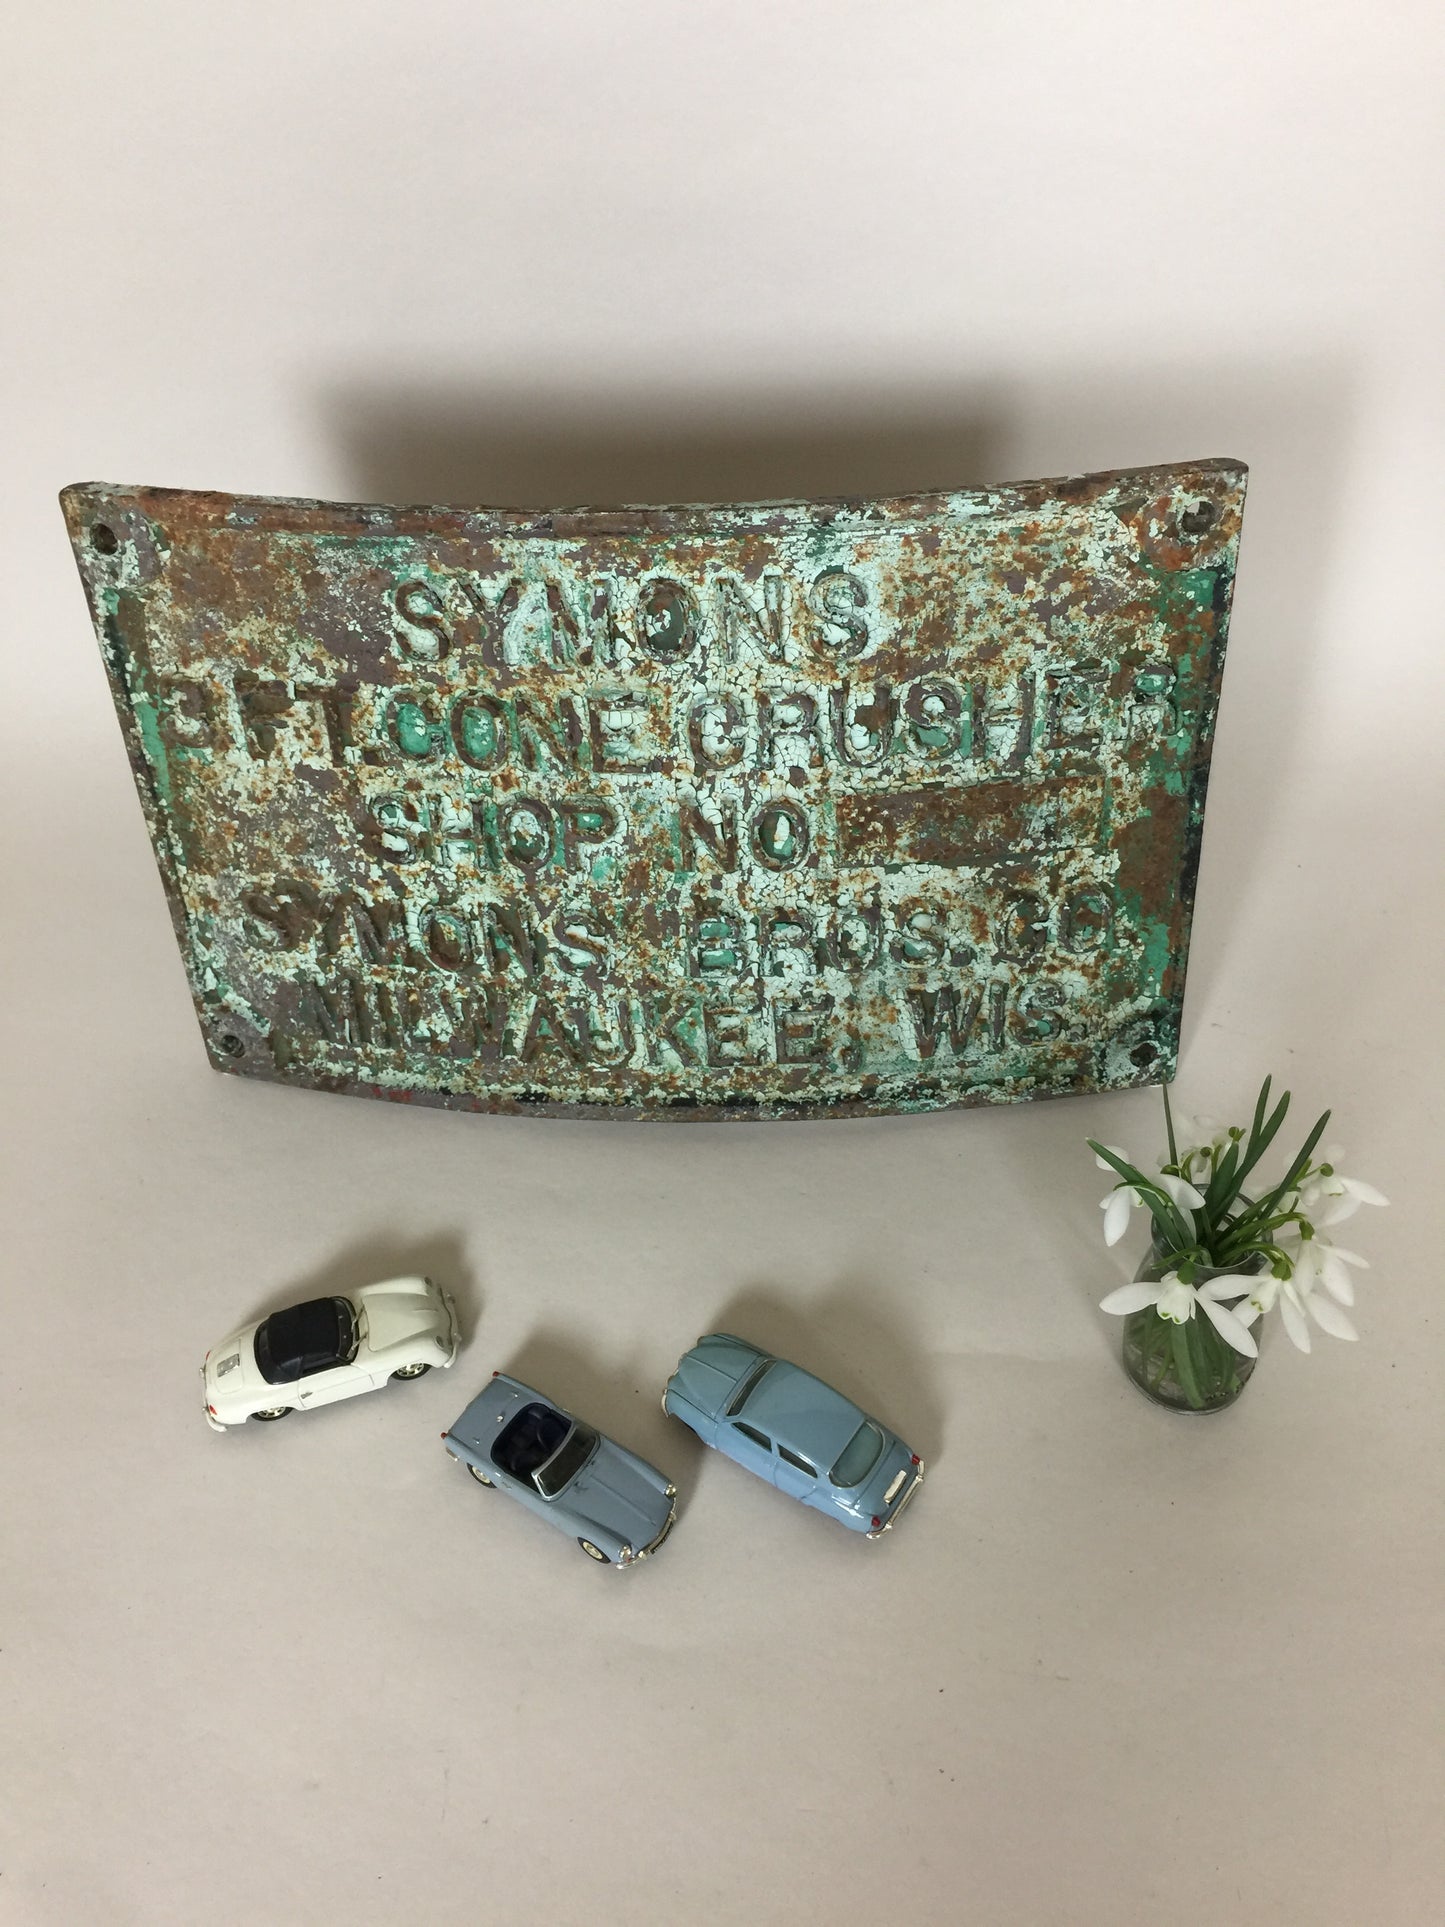 SYMONS
3FT. CONE CRUSHER
SHOP NO.
SYMONS BROS. CO.
MILWAUKEE, WIS.